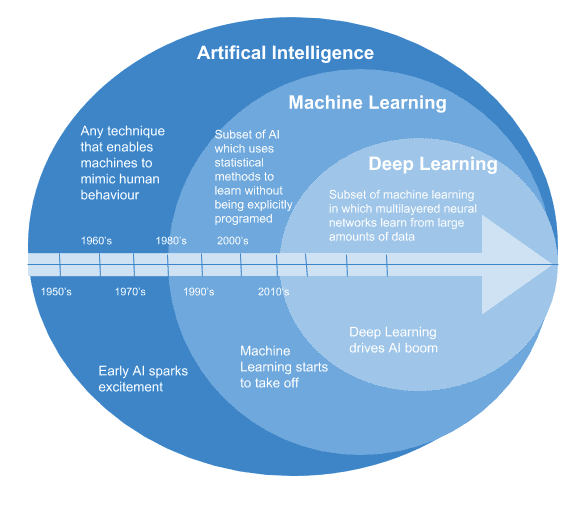 Artifical Intelligence
Machine Learning
Any technique
that enables
machines to
mimic human
behaviour
Subset of AI
which uses
statistical
methods to
learn without
being explicitly
programed
Deep Learning
Subset of machine learning
in which multilayered neural
networks learn from large
amounts of data
1960's
1980's
2000's
1950's
1970's
1990's
2010's
Early AI sparks
excitement
Machine
Learning starts
to take off
Deep Learning
drives AI boom